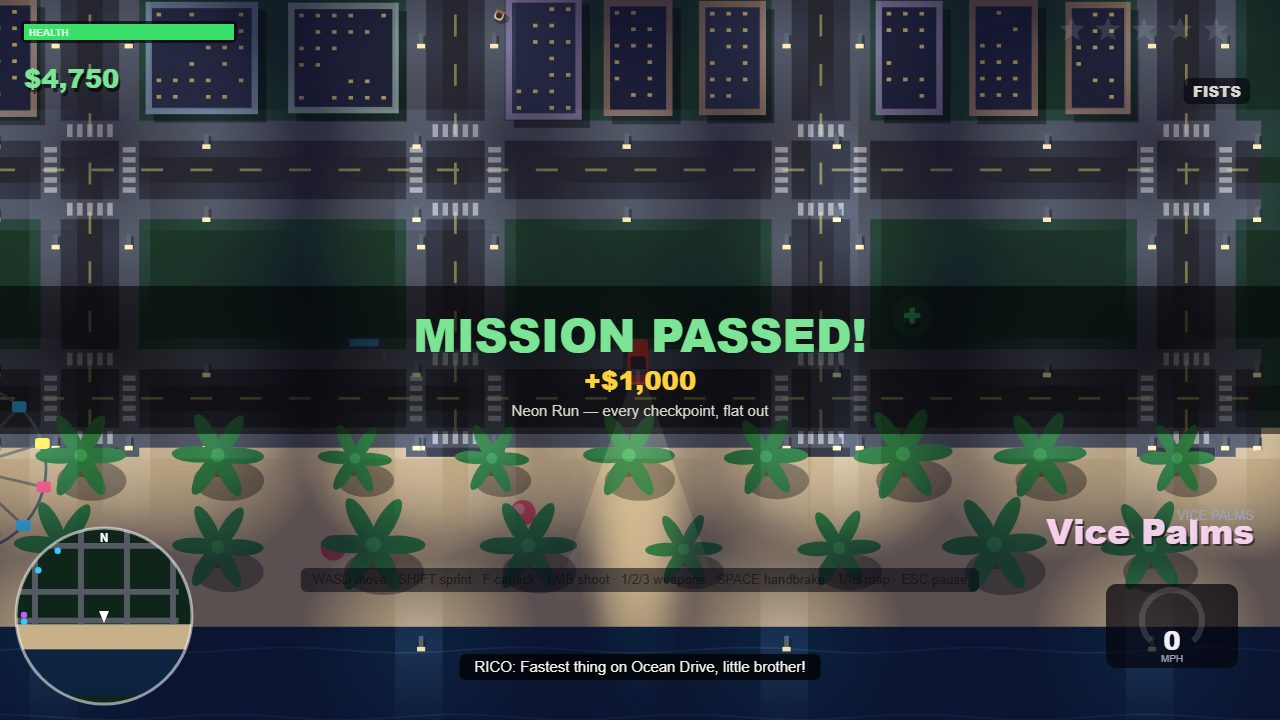 HEALTH
$4,750
FISTS
MISSION PASSED!
+$1,000
Neon Run — every checkpoint, flat out
VICE PALMS
Vice Palms
N
WASD move · SHIFT sprint · F carjack · LMB shoot · 1/2/3 weapons · SPACE handbrake · TAB map · ESC pause
0
MPH
RICO: Fastest thing on Ocean Drive, little brother!